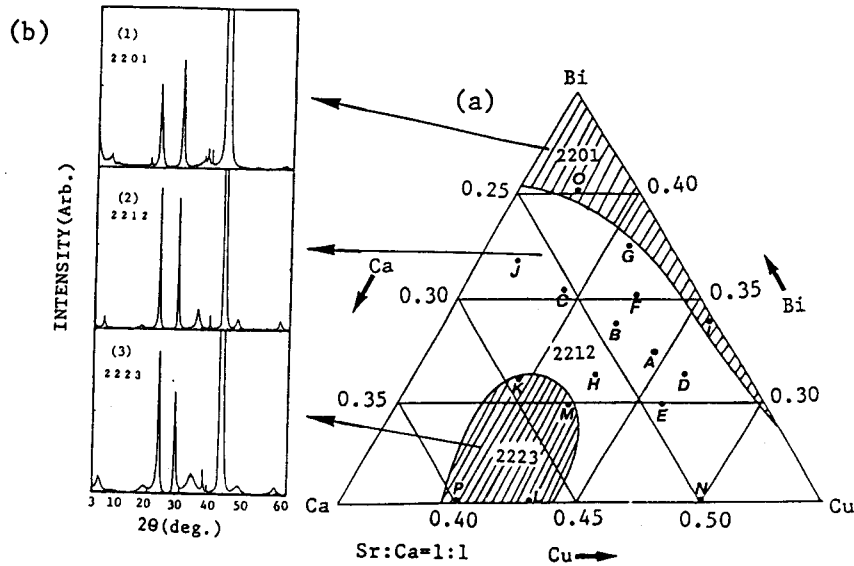 (b)
(1)
2201
(2)
2212
(3)
2223
INTENSITY(Arb.)
3 10 20 30 40 50 60
2θ(deg.)
(a)
Bi
2201
O
0.25
0.40
G
Ca
J
Bi
0.30
C
F
0.35
I
B
2212
A
K
H
D
0.35
M
E
0.30
2223
P
L
N
Ca
Cu
0.40
0.45
0.50
Sr:Ca=1:1
Cu